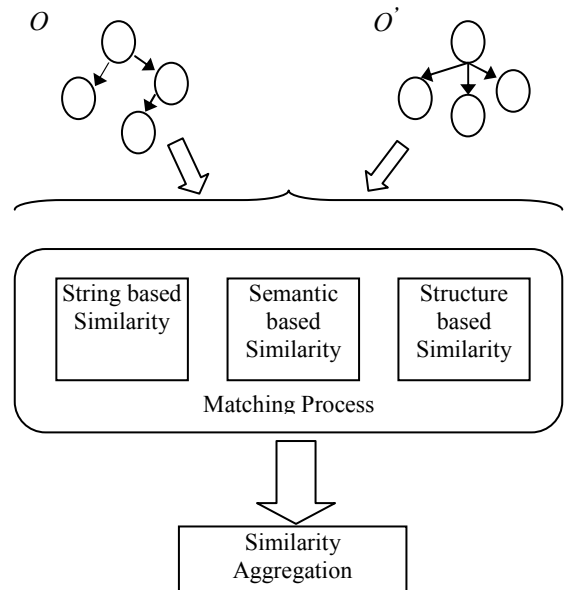 O O’
String based
Similarity
Semantic
based
Similarity
Structure
based
Similarity
Matching Process
Similarity
Aggregation